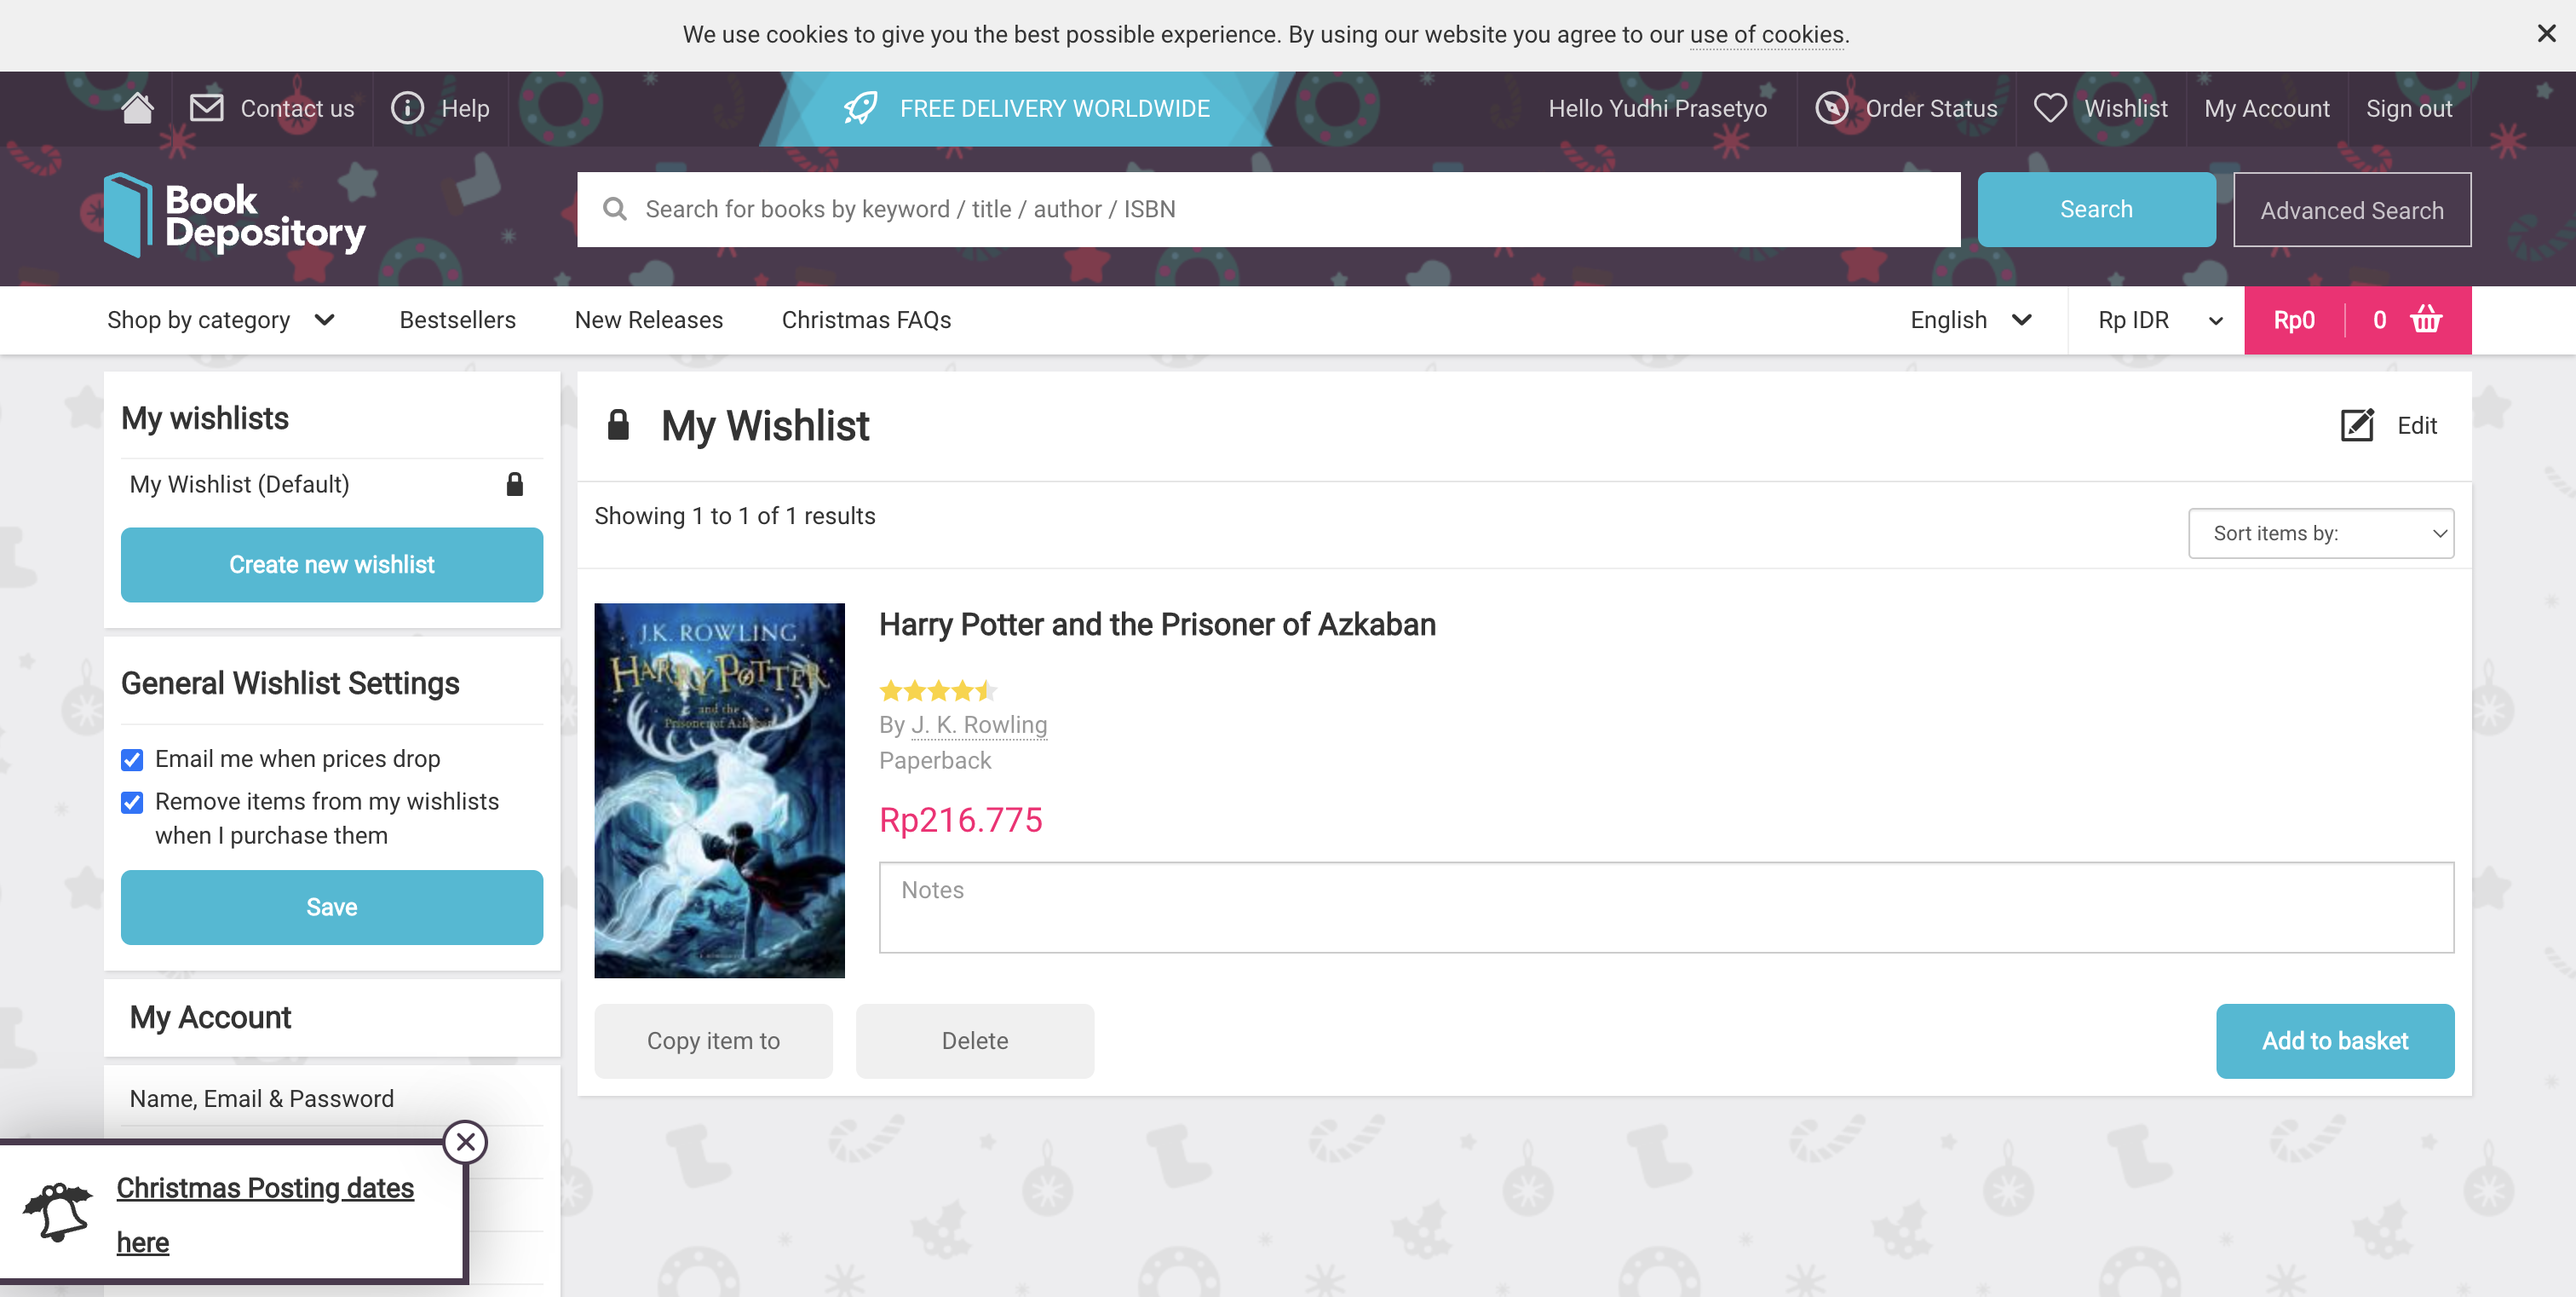 We use cookies to give you the best possible experience. By using our website you agree to our use of cookies.
Contact us
Help
FREE DELIVERY WORLDWIDE
Hello Yudhi Prasetyo
Order Status
Wishlist
My Account
Sign out
Book
Depository
Search for books by keyword / title / author / ISBN
Search
Advanced Search
Shop by category
Bestsellers
New Releases
Christmas FAQs
English
Rp IDR
Rp0
0
My wishlists
My Wishlist (Default)
Create new wishlist
General Wishlist Settings
Email me when prices drop
Remove items from my wishlists
when I purchase them
Save
My Account
Name, Email & Password
Christmas Posting dates
here
My Wishlist
Edit
Showing 1 to 1 of 1 results
Sort items by:
J.K. ROWLING
HARRY POTTER
and the
Prisoner of Azkaban
Harry Potter and the Prisoner of Azkaban
By J. K. Rowling
Paperback
Rp216.775
Notes
Copy item to
Delete
Add to basket